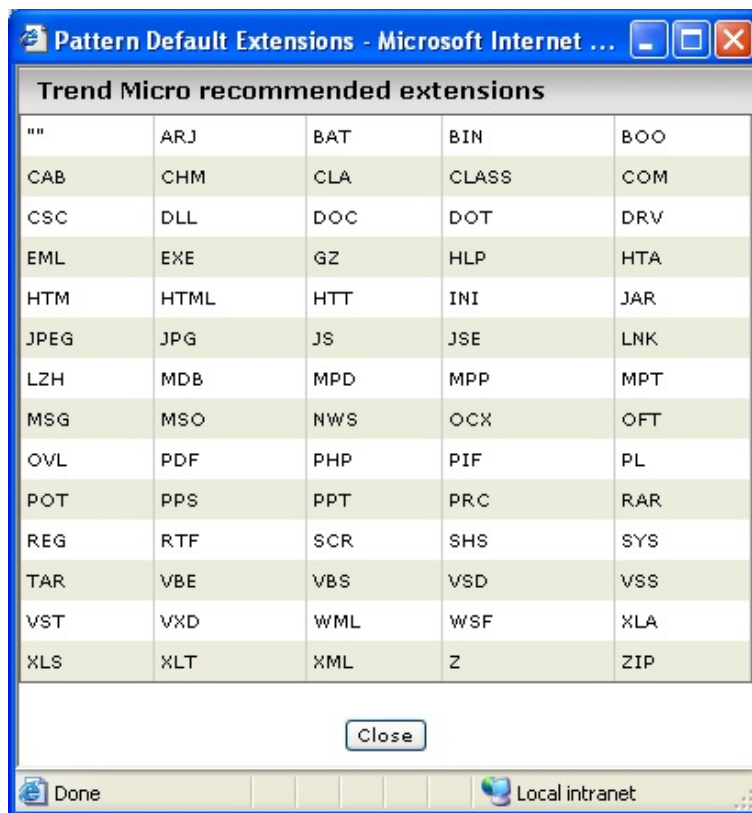 Pattern Default Extensions - Microsoft Internet ...
Trend Micro recommended extensions
"" ARJ BAT BIN BOO
CAB CHM CLA CLASS COM
CSC DLL DOC DOT DRV
EML EXE GZ HLP HTA
HTM HTML HTT INI JAR
JPEG JPG JS JSE LNK
LZH MDB MPD MPP MPT
MSG MSO NWS OCX OFT
OVL PDF PHP PIF PL
POT PPS PPT PRC RAR
REG RTF SCR SHS SYS
TAR VBE VBS VSD VSS
VST VXD WML WSF XLA
XLS XLT XML Z ZIP
Close
Done Local intranet